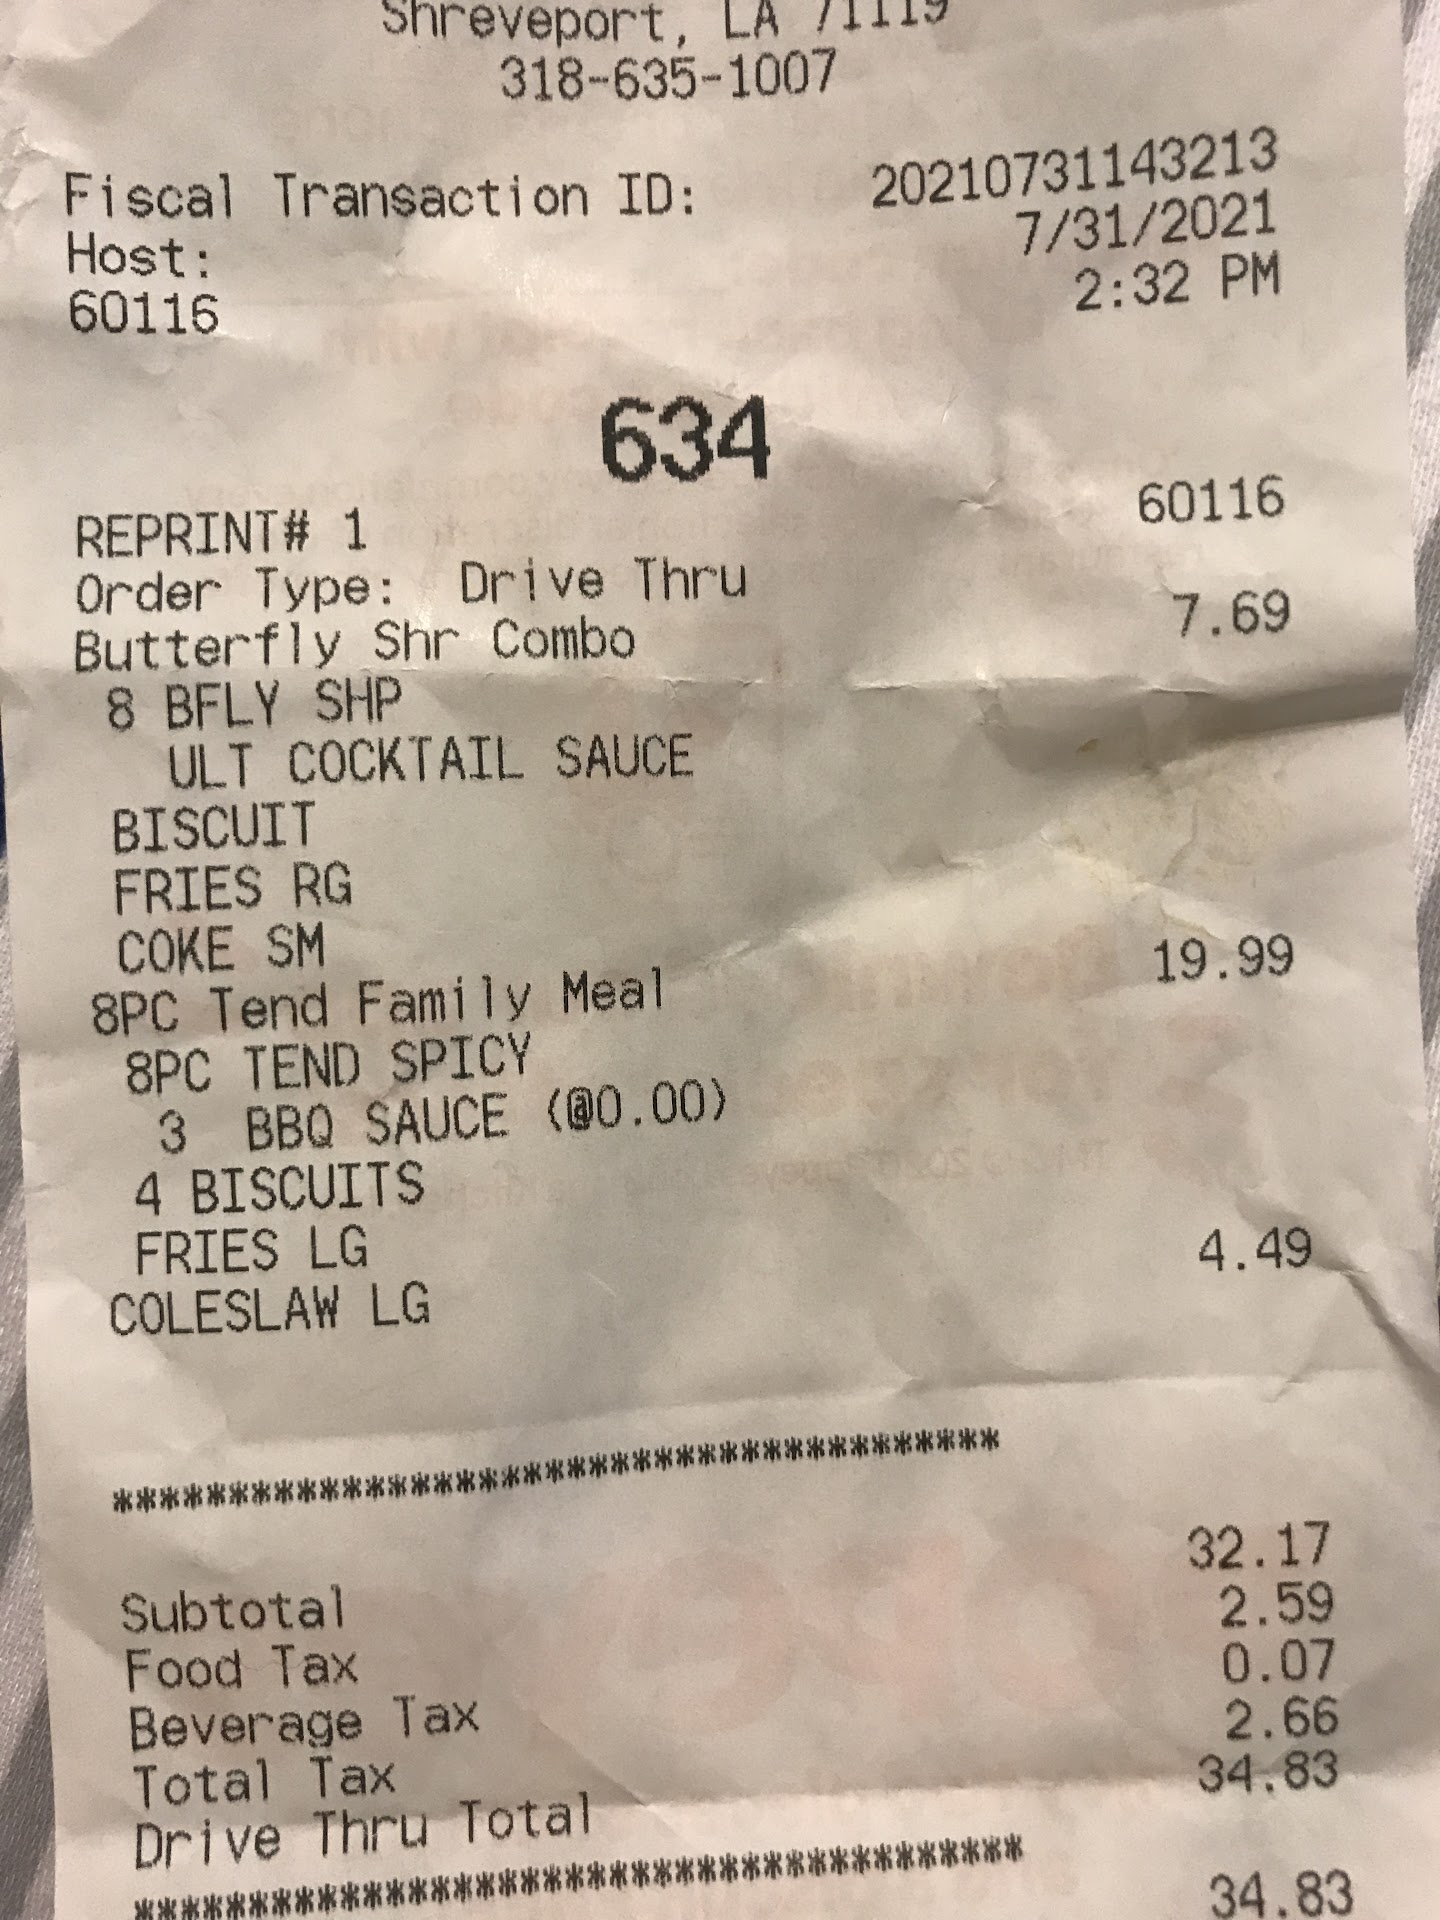 Shreveport, LA 71119
318-635-1007
Fiscal Transaction ID: 20210731143213
Host: 7/31/2021
60116 2:32 PM
634
REPRINT# 1 60116
Order Type: Drive Thru
Butterfly Shr Combo 7.69
8 BFLY SHP
ULT COCKTAIL SAUCE
BISCUIT
FRIES RG
COKE SM
8PC Tend Family Meal 19.99
8PC TEND SPICY
3 BBQ SAUCE (@0.00)
4 BISCUITS
FRIES LG
COLESLAW LG 4.49
***************************************
Subtotal 32.17
Food Tax 2.59
Beverage Tax 0.07
Total Tax 2.66
Drive Thru Total 34.83
***************************************
34.83